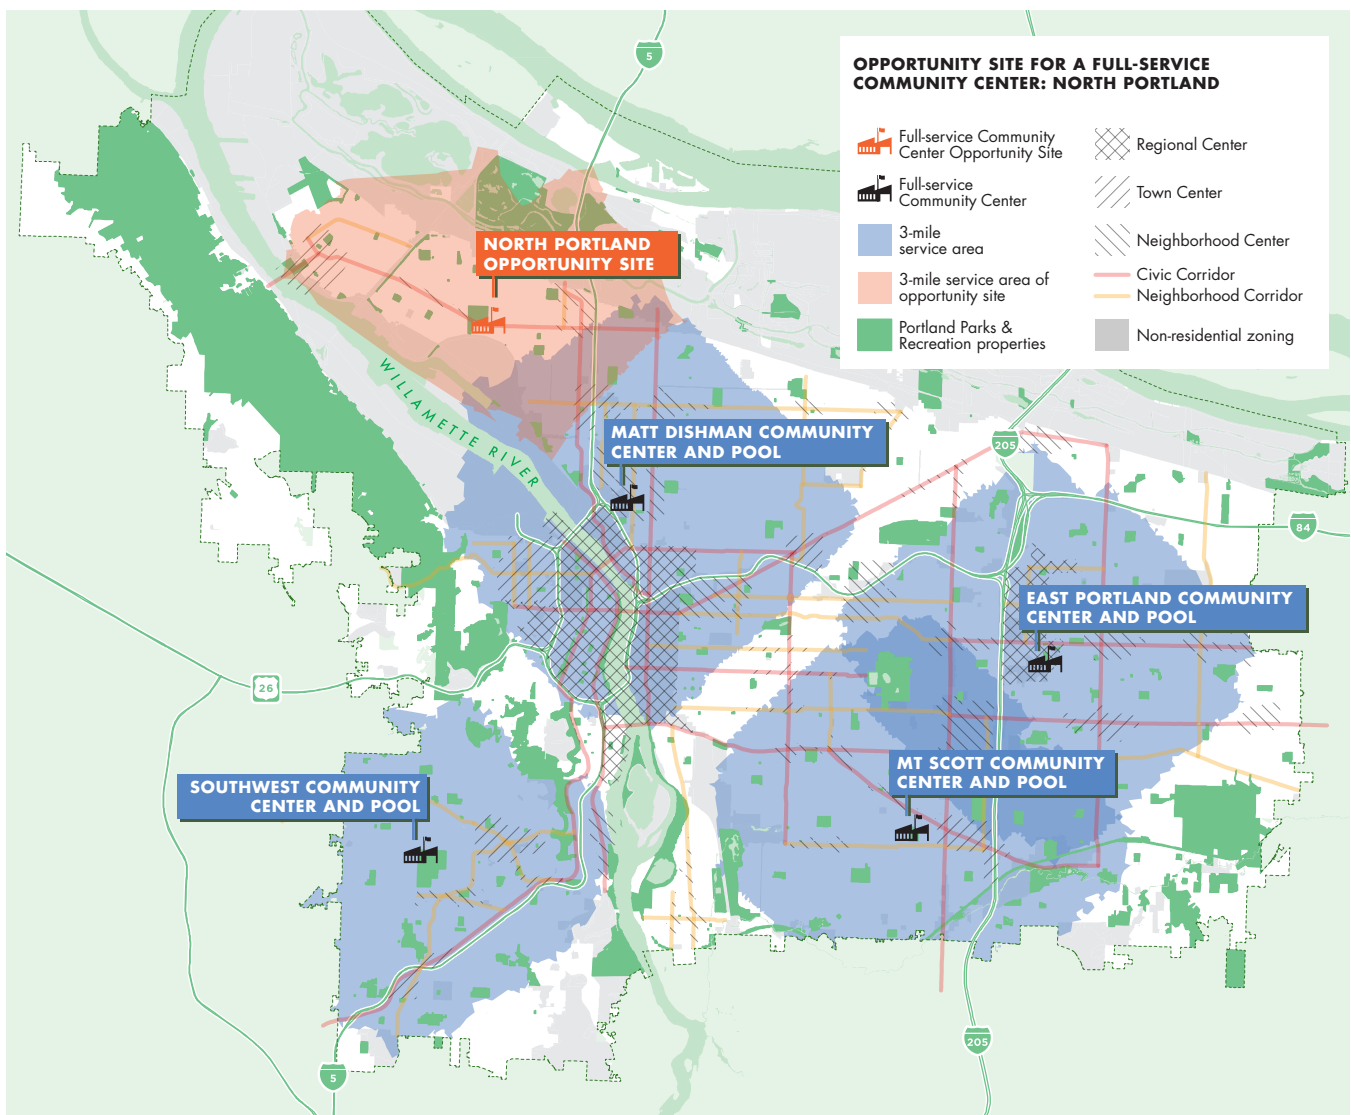 5
OPPORTUNITY SITE FOR A FULL-SERVICE
COMMUNITY CENTER: NORTH PORTLAND
Full-service Community
Center Opportunity Site
Full-service
Community Center
3-mile
service area
3-mile service area of
opportunity site
Portland Parks &
Recreation properties
Regional Center
Town Center
Neighborhood Center
Civic Corridor
Neighborhood Corridor
Non-residential zoning
NORTH PORTLAND
OPPORTUNITY SITE
WILLAMETTE RIVER
MATT DISHMAN COMMUNITY
CENTER AND POOL
205
84
EAST PORTLAND COMMUNITY
CENTER AND POOL
26
MT SCOTT COMMUNITY
CENTER AND POOL
SOUTHWEST COMMUNITY
CENTER AND POOL
205
5